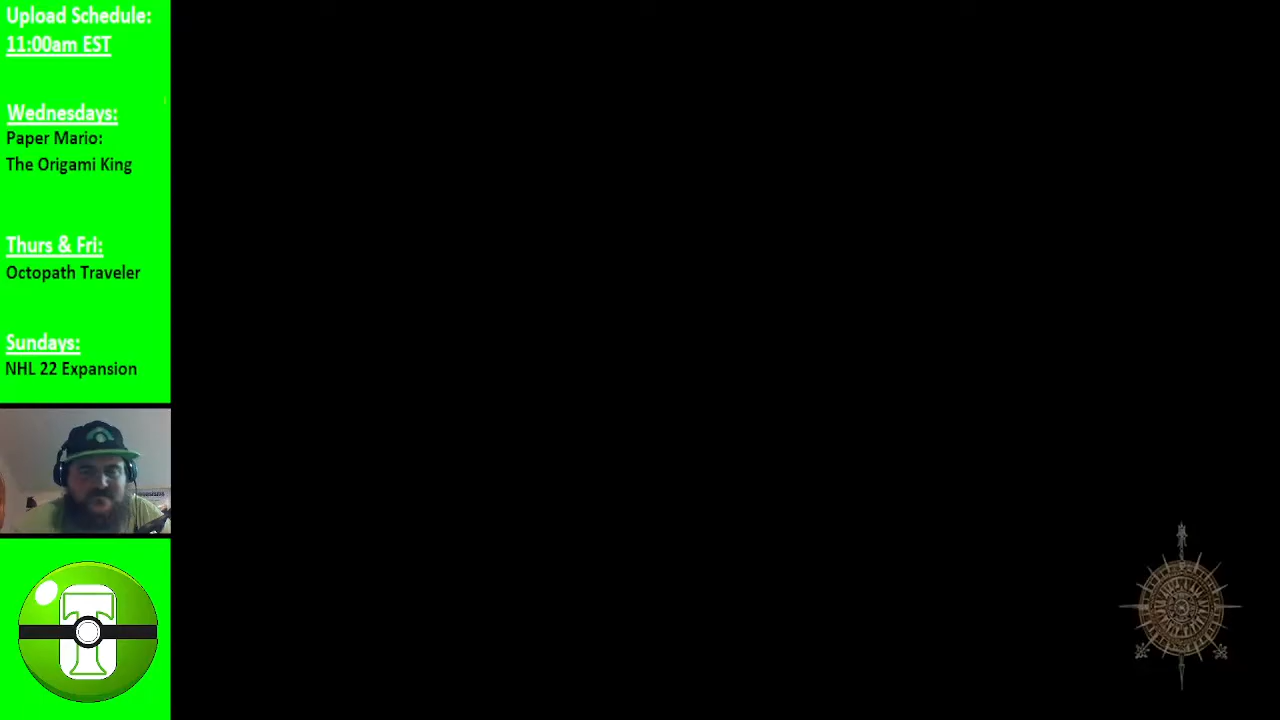 Upload Schedule:
11:00am EST
Wednesdays:
Paper Mario:
The Origami King
Thurs & Fri:
Octopath Traveler
Sundays:
NHL 22 Expansion
T